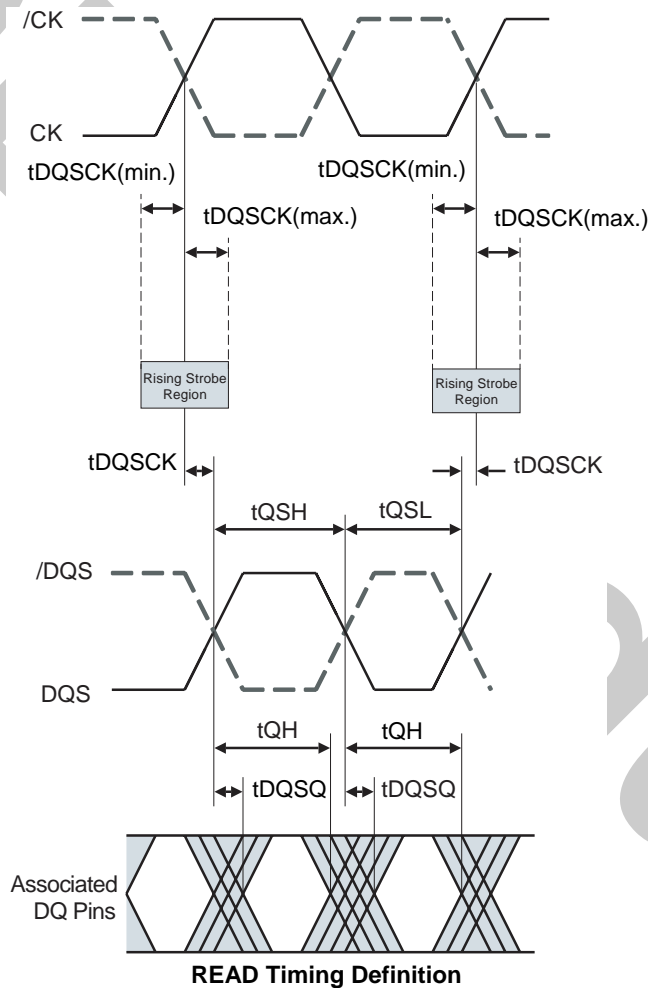 /CK
CK
tDQSCK(min.)
tDQSCK(min.)
tDQSCK(max.)
tDQSCK(max.)
Rising Strobe
Region
Rising Strobe
Region
tDQSCK
tDQSCK
tQSH
tQSL
/DQS
DQS
tQH
tQH
tDQSQ
tDQSQ
Associated
DQ Pins
READ Timing Definition